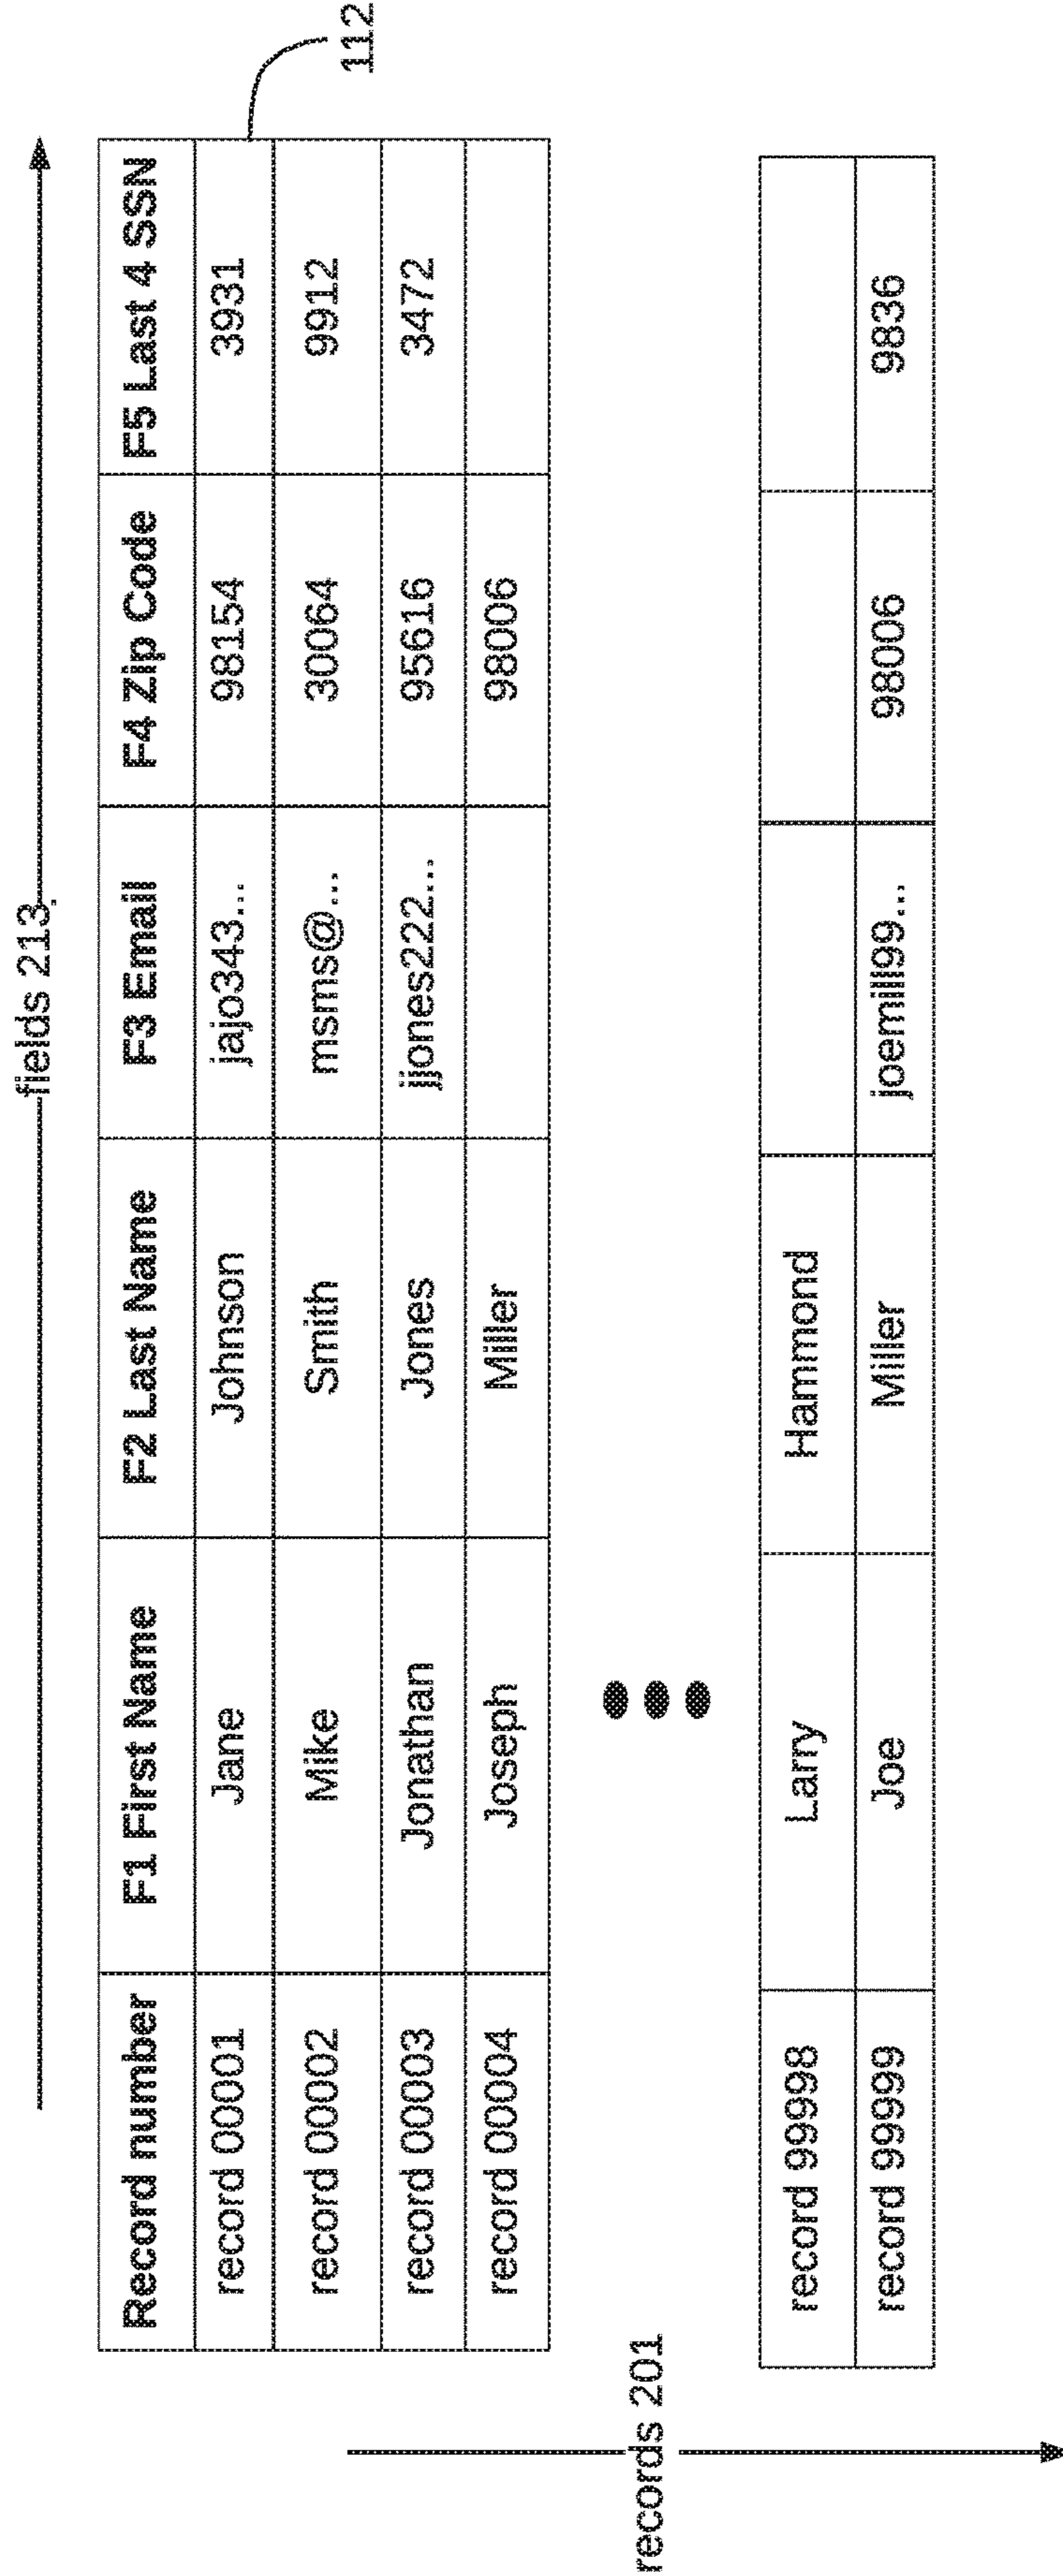 fields 213
112
Record number F1 First Name F2 Last Name F3 Email F4 Zip Code F5 Last 4 SSN
record 00001 Jane Johnson jajo343... 98154 3931
record 00002 Mike Smith msms@... 30064 9912
record 00003 Jonathan Jones jjones222... 95616 3472
record 00004 Joseph Miller 98006
records 201
record 99998 Larry Hammond
record 99999 Joe Miller joemill99... 98006 9836